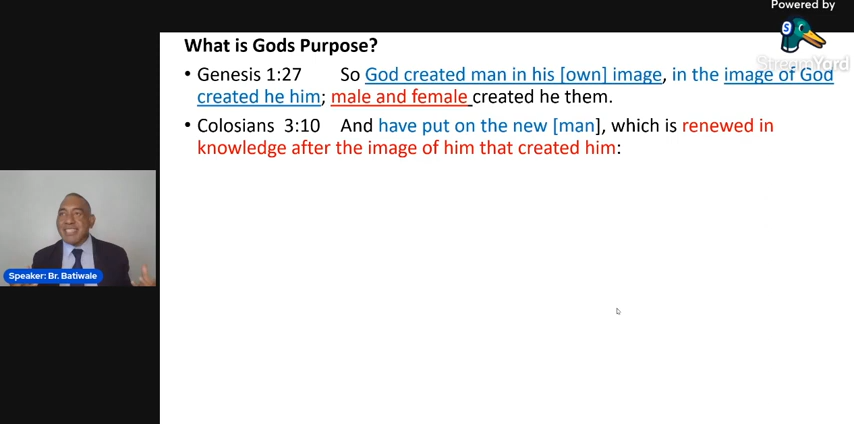 Powered by
StreamYard
What is Gods Purpose?
• Genesis 1:27 So God created man in his [own] image, in the image of God
created he him; male and female created he them.
• Colosians 3:10 And have put on the new [man], which is renewed in
knowledge after the image of him that created him:
Speaker: Br. Batiwale